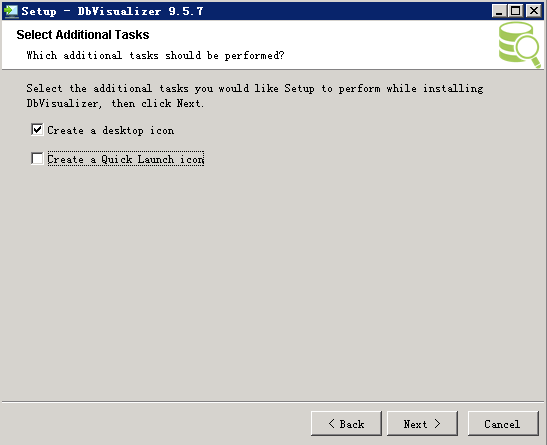 Setup - DbVisualizer 9.5.7
Select Additional Tasks
Which additional tasks should be performed?
Select the additional tasks you would like Setup to perform while installing
DbVisualizer, then click Next.
Create a desktop icon
Create a Quick Launch icon
< Back
Next >
Cancel